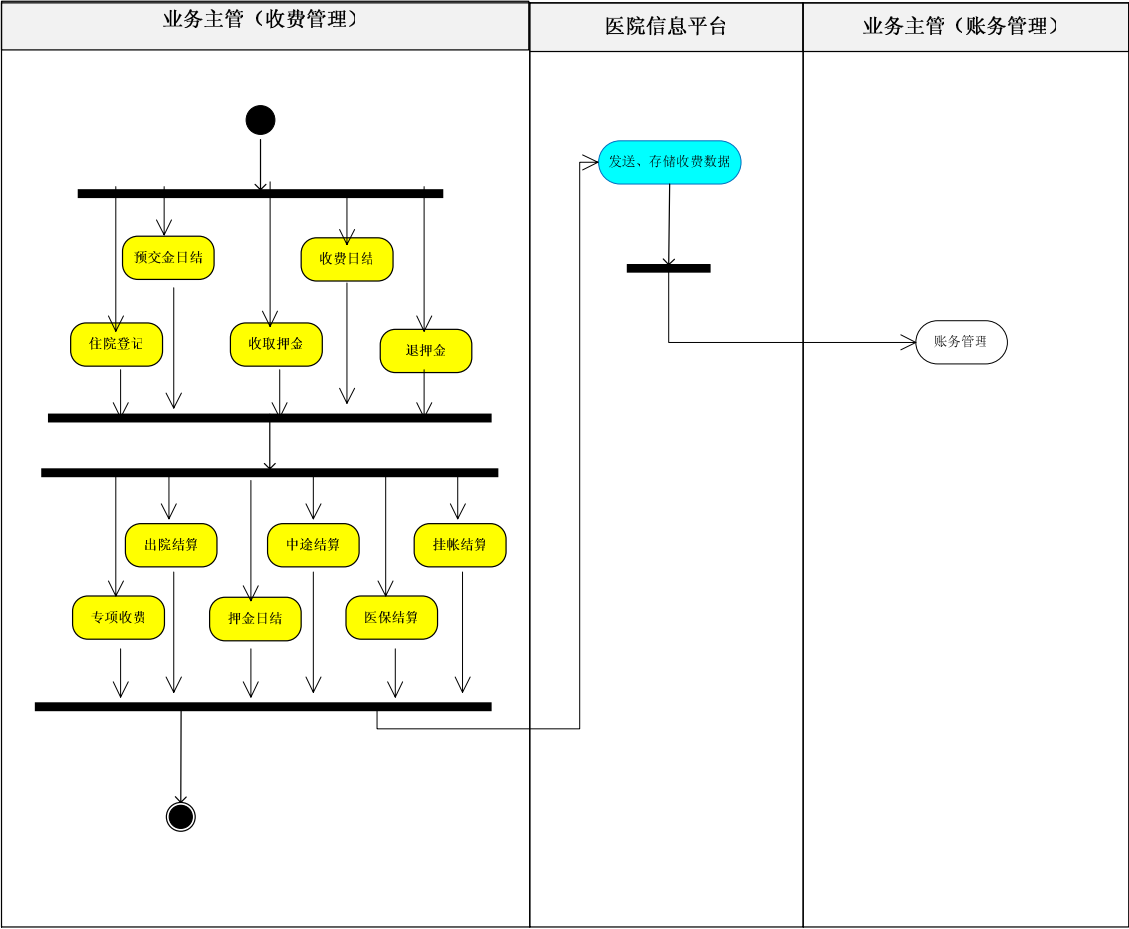 业务主管（收费管理）
医院信息平台
业务主管（账务管理）
发送、存储收费数据
预交金日结
收费日结
住院登记
收取押金
退押金
账务管理
出院结算
中途结算
挂帐结算
专项收费
押金日结
医保结算